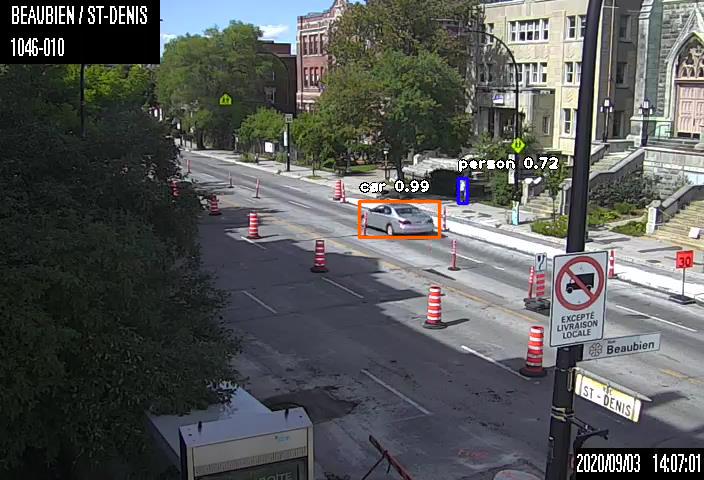 BEAUBIEN / ST-DENIS
1046-010
person 0.72
car 0.99
30
EXCEPTÉ
LIVRAISON
LOCALE
Beaubien
ST-DENIS
2020/09/03 14:07:01